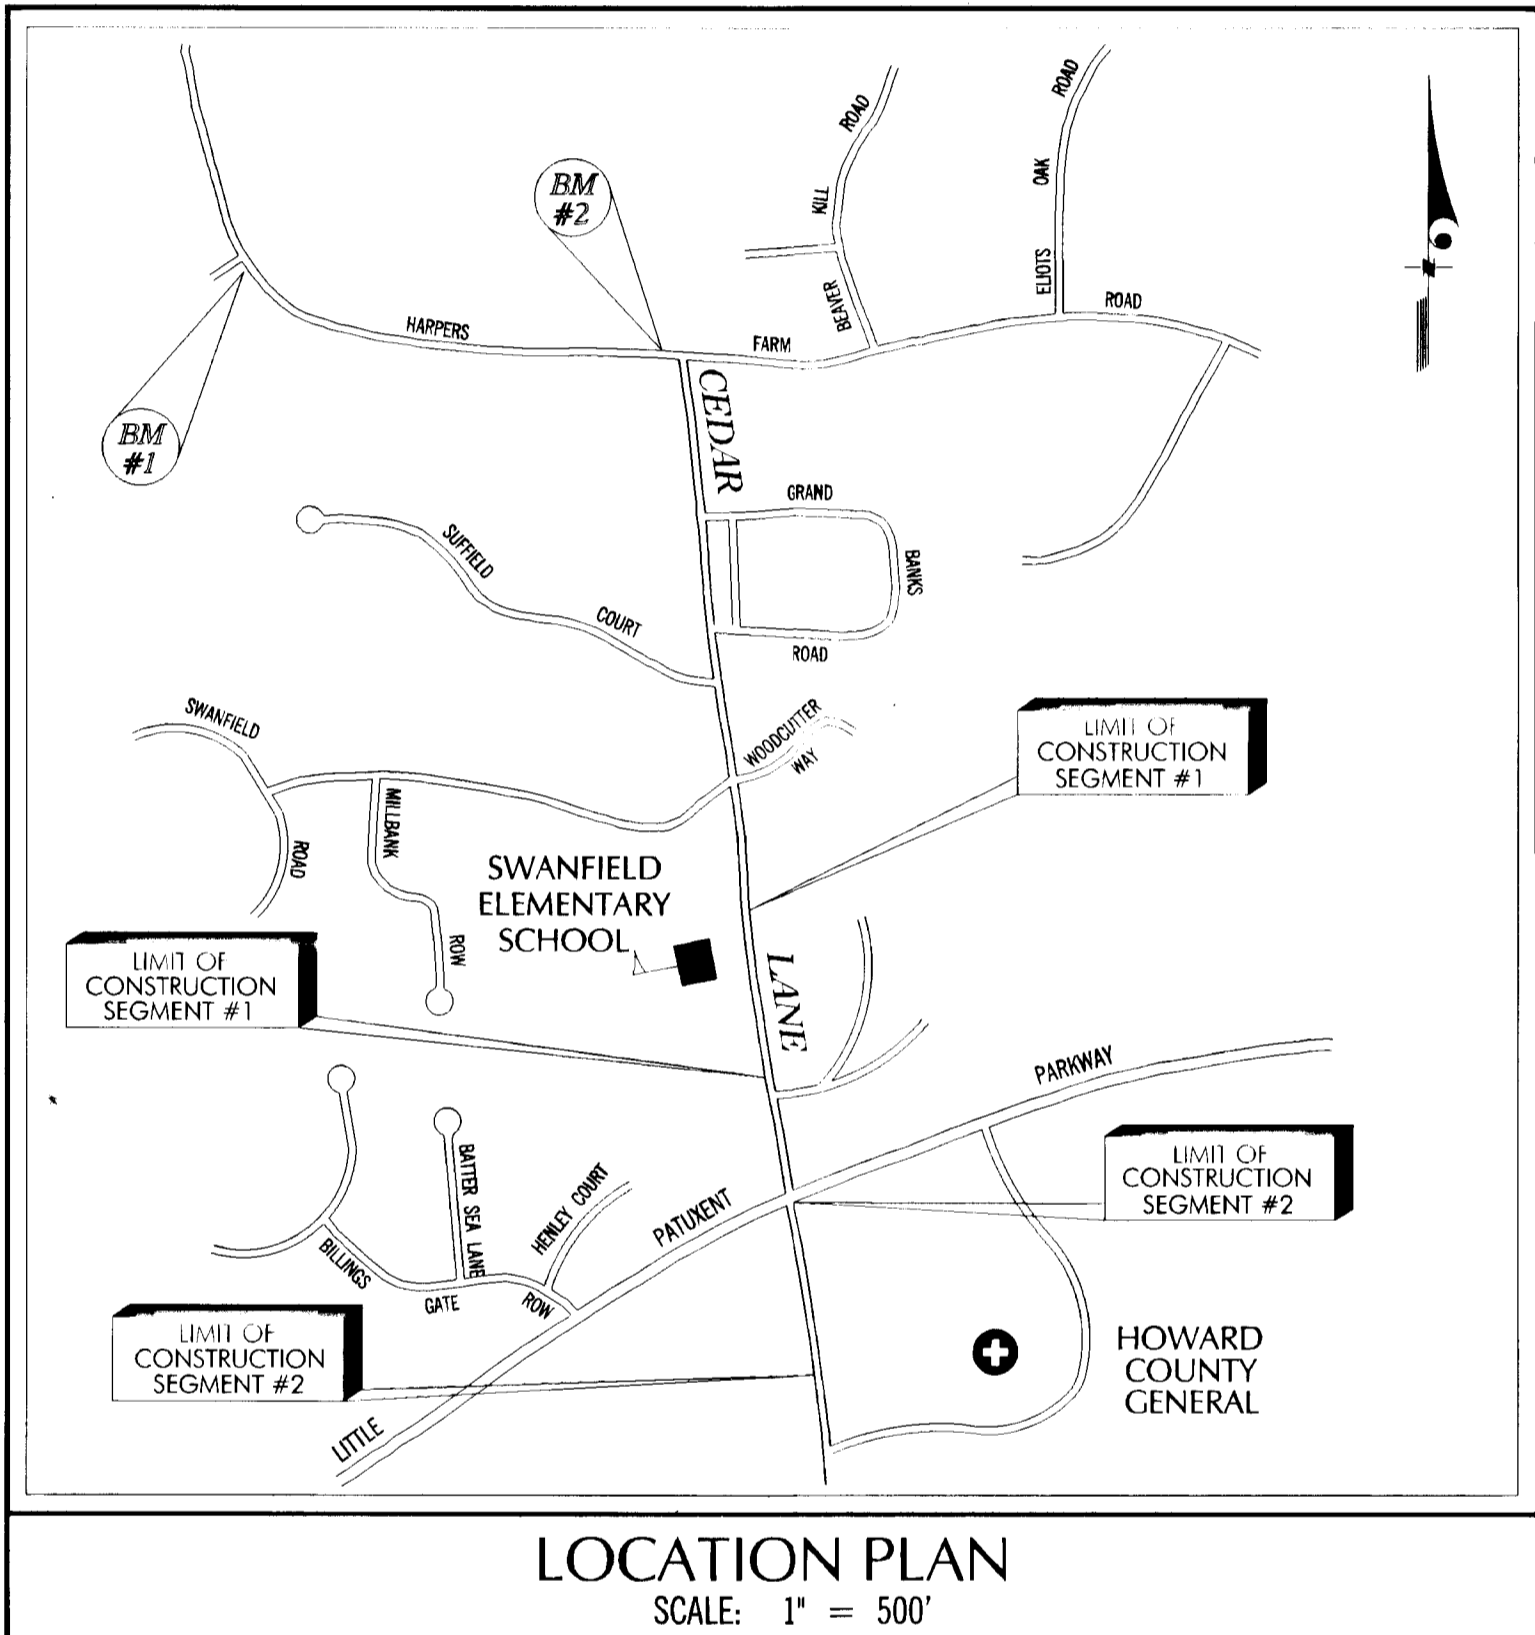 BM
#2
BM
#1
KILL
ROAD
BEAVER
ELIOTS
OAK
ROAD
HARPERS
FARM
ROAD
CEDAR
GRAND
BANKS
ROAD
SUFFIELD
COURT
SWANFIELD
ROAD
WOODCUTTER
WAY
MILLBANK
ROW
LIMIT OF
CONSTRUCTION
SEGMENT #1
SWANFIELD
ELEMENTARY
SCHOOL
LANE
LIMIT OF
CONSTRUCTION
SEGMENT #1
PARKWAY
LIMIT OF
CONSTRUCTION
SEGMENT #2
BATTER SEA LANE
HENLEY COURT
PATUXENT
BILLINGS
GATE
ROW
LIMIT OF
CONSTRUCTION
SEGMENT #2
LITTLE
HOWARD
COUNTY
GENERAL
LOCATION PLAN
SCALE: 1" = 500'